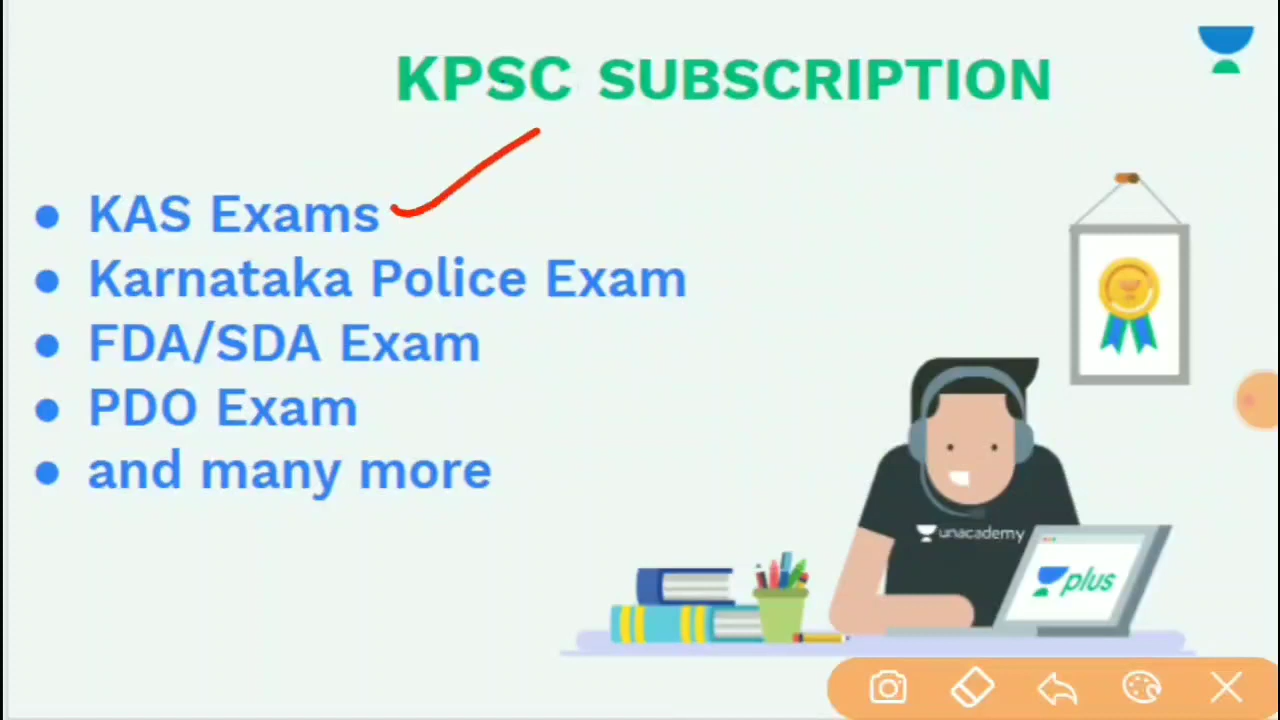 KPSC SUBSCRIPTION
KAS Exams
Karnataka Police Exam
FDA/SDA Exam
PDO Exam
and many more
unacademy
plus